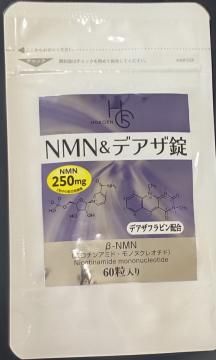 HORGEN
NMN&デアザ錠
NMN
250mg
デアザフラビン配合
β-NMN
(ニコチンアミド・モノヌクレオチド)
Nicotinamide mononucleotide
60粒入り